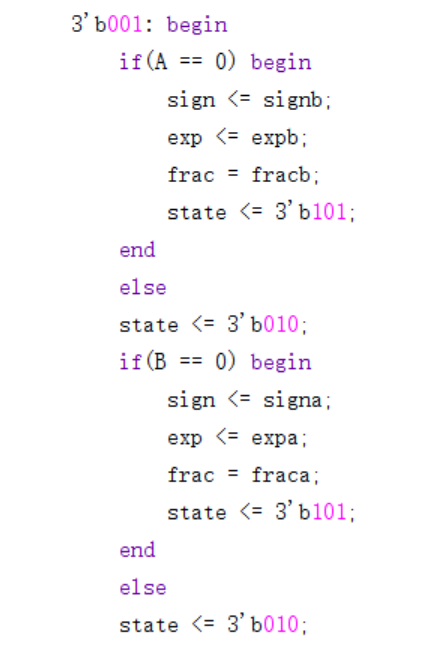 3'b001: begin
if(A == 0) begin
sign <= signb;
exp <= expb;
frac = fracb;
state <= 3'b101;
end
else
state <= 3'b010;
if(B == 0) begin
sign <= signa;
exp <= expa;
frac = fraca;
state <= 3'b101;
end
else
state <= 3'b010;